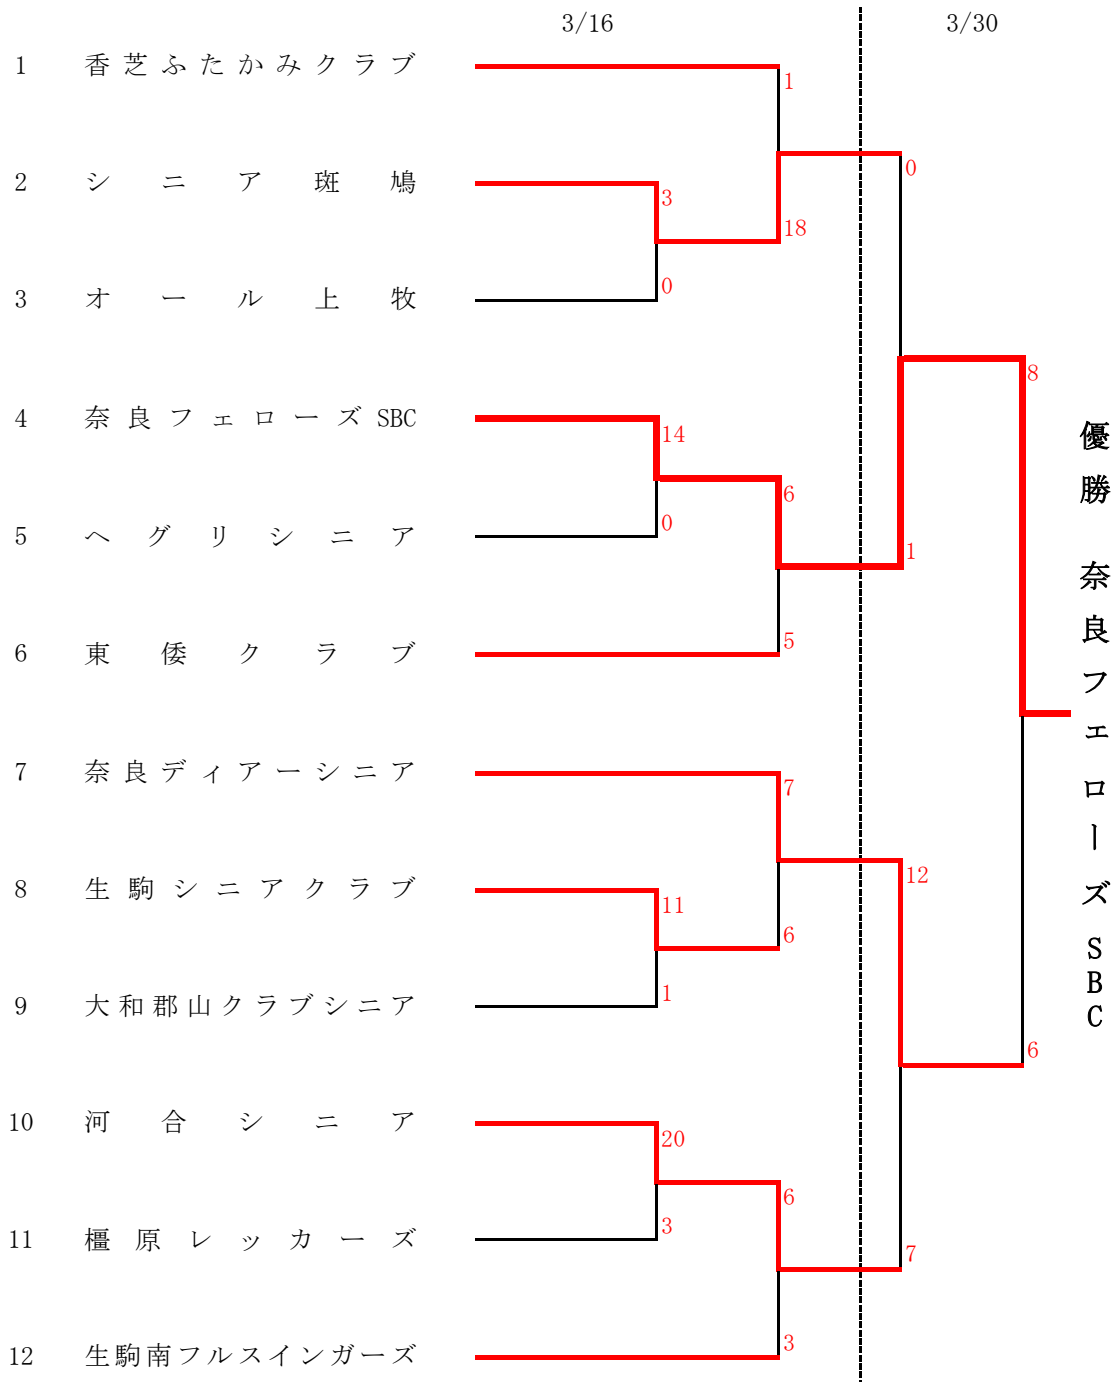 3/16 3/30
1 香芝ふたかみクラブ
1
0
2 シニア斑鳩
3
18
3 オール上牧
0
8
4 奈良フェローズSBC
14
6
5 ヘグリシニア
0
1
6 東倭クラブ
5
7 奈良ディアーシニア
7
12
8 生駒シニアクラブ
11
6
9 大和郡山クラブシニア
1
6
10 河合シニア
20
6
11 橿原レッカーズ
3
7
12 生駒南フルスインガーズ
3
優勝 奈良フェローズSBC